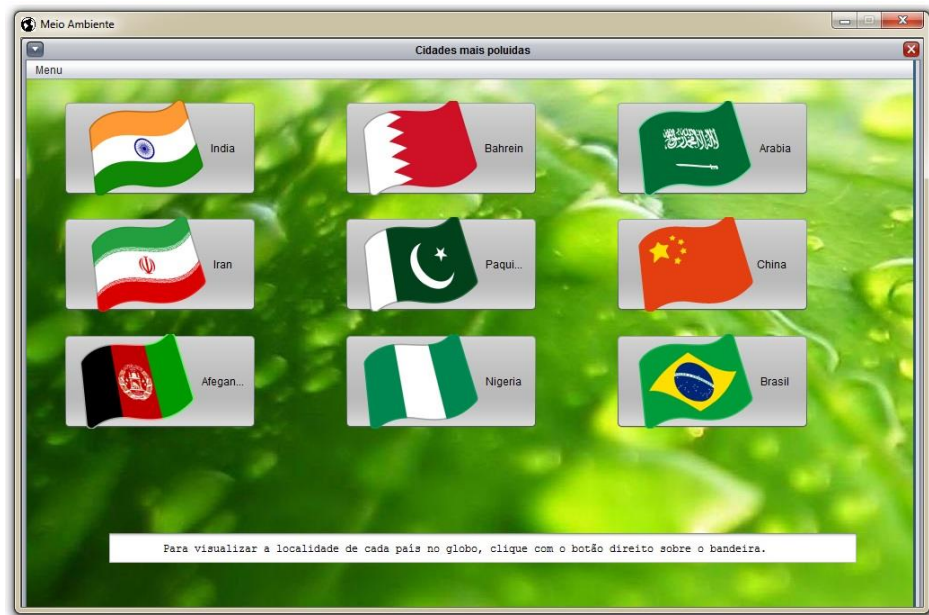 Meio Ambiente
Cidades mais poluidas
Menu
India
Bahrein
Arabia
Iran
Paqui...
China
Afegan...
Nigeria
Brasil
Para visualizar a localidade de cada país no globo, clique com o botão direito sobre o bandeira.